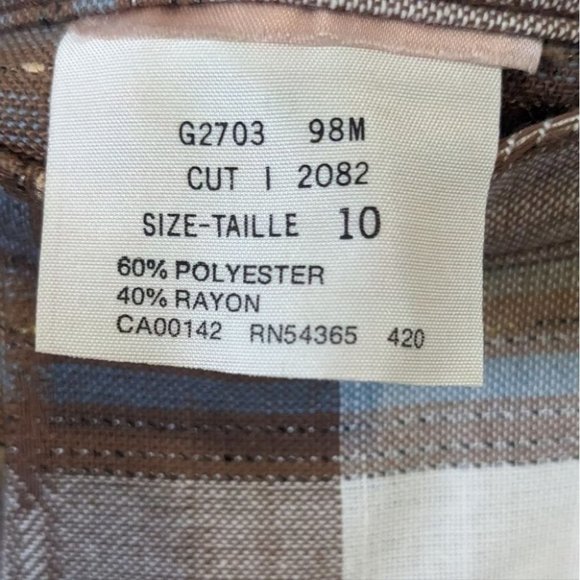 G2703 98M
CUT I 2082
SIZE-TAILLE 10
60% POLYESTER
40% RAYON
CA00142 RN54365 420